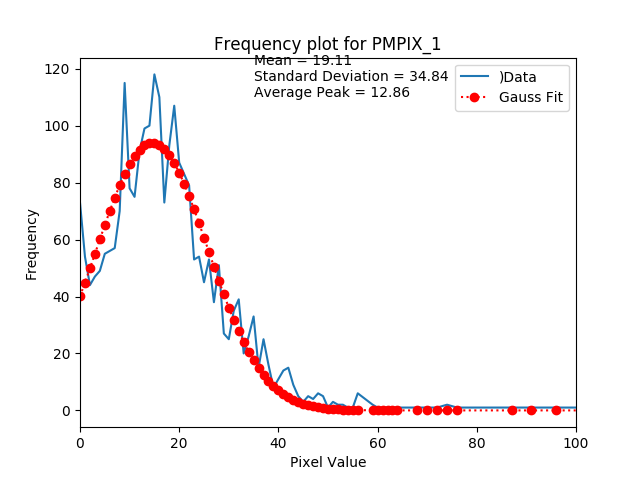 Frequency plot for PMPIX_1
Mean = 19.11
Standard Deviation = 34.84
Average Peak = 12.86
)Data
Gauss Fit
120
100
80
60
40
20
0
Frequency
0 20 40 60 80 100
Pixel Value